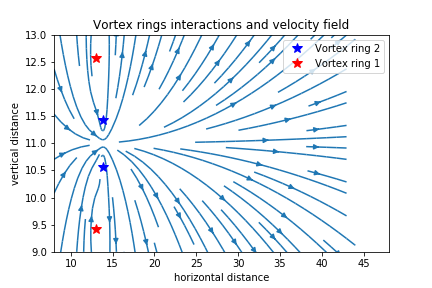 Vortex rings interactions and velocity field
Vortex ring 2
Vortex ring 1
vertical distance
13.0
12.5
12.0
11.5
11.0
10.5
10.0
9.5
9.0
10 15 20 25 30 35 40 45
horizontal distance